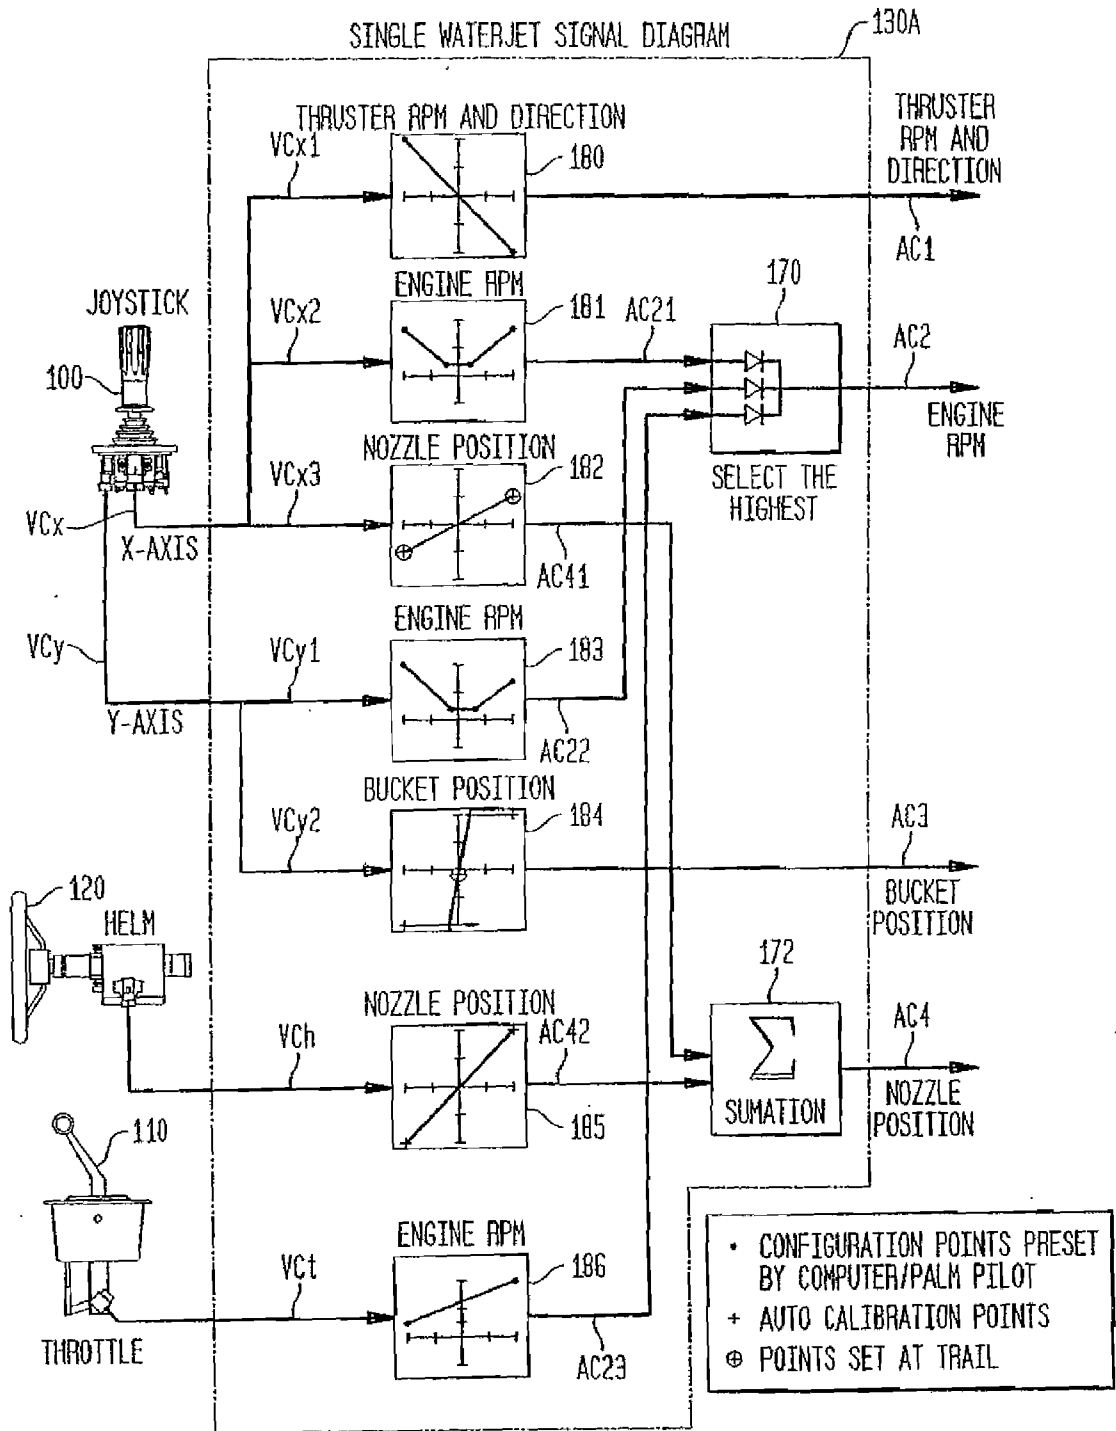 SINGLE WATERJET SIGNAL DIAGRAM
130A
THRUSTER RPM AND DIRECTION
VCx1
180
THRUSTER
RPM AND
DIRECTION
AC1
ENGINE RPM
VCx2
181
AC21
170
AC2
ENGINE
RPM
SELECT THE
HIGHEST
JOYSTICK
100
NOZZLE POSITION
VCx3
182
VCx
X-AXIS
AC41
ENGINE RPM
VCy
VCy1
183
Y-AXIS
AC22
BUCKET POSITION
VCy2
184
AC3
BUCKET
POSITION
120
HELM
NOZZLE POSITION
VCh
AC42
185
172
Σ
SUMATION
AC4
NOZZLE
POSITION
110
ENGINE RPM
VCt
186
AC23
THROTTLE
• CONFIGURATION POINTS PRESET
BY COMPUTER/PALM PILOT
+ AUTO CALIBRATION POINTS
⊕ POINTS SET AT TRAIL